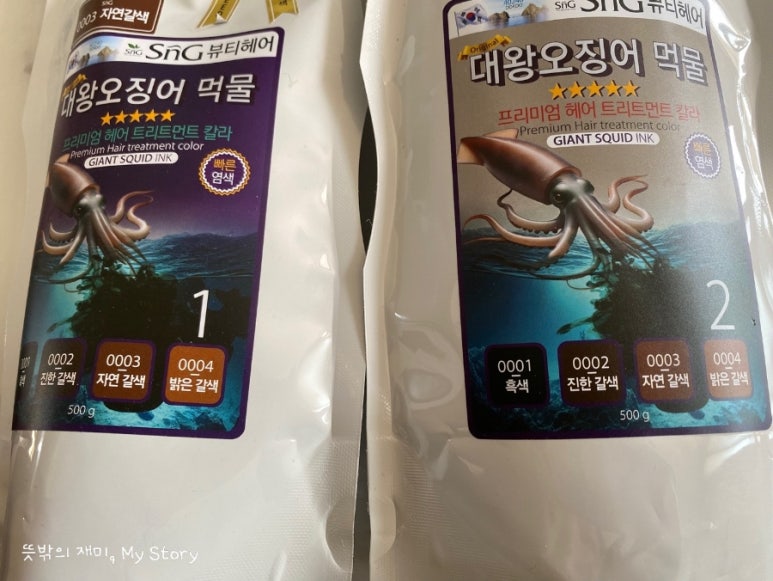 0003 자연갈색
SnG
SnG 뷰티헤어
대왕오징어 먹물
프리미엄 헤어 트리트먼트 칼라
Premium Hair treatment color
GIANT SQUID INK
빠른
염색
1
0002
진한 갈색
0003
자연 갈색
0004
밝은 갈색
500 g
SnG
SnG 뷰티헤어
Original
대왕오징어 먹물
프리미엄 헤어 트리트먼트 칼라
Premium Hair treatment color
GIANT SQUID INK
빠른
염색
2
0001
흑색
0002
진한 갈색
0003
자연 갈색
0004
밝은 갈색
500 g
뜻밖의 재미。My Story